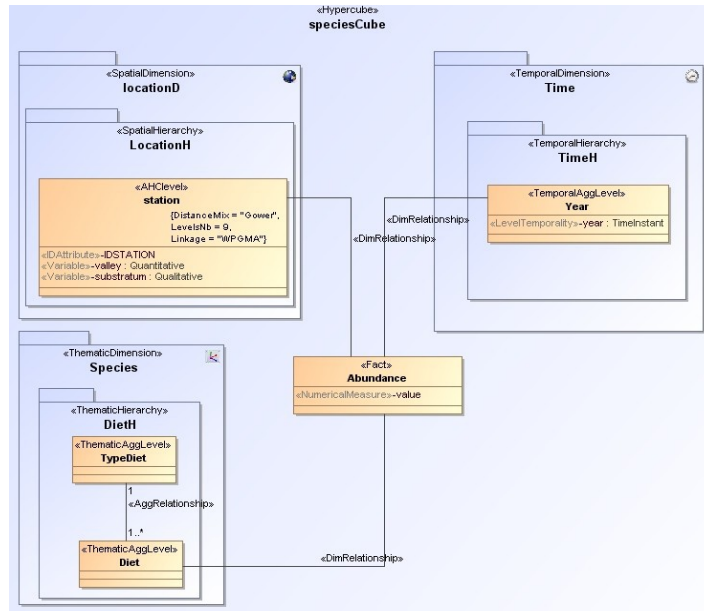 «Hypercube»
speciesCube
«SpatialDimension»
locationD
«SpatialHierarchy»
LocationH
«AHClevel»
station
{DistanceMix = "Gower",
LevelsNb = 9,
Linkage = "WPGMA"}
«IDAttribute»-IDSTATION
«Variable»-valley : Quantitative
«Variable»-substratum : Qualitative
«TemporalDimension»
Time
«TemporalHierarchy»
TimeH
«TemporalAggLevel»
Year
«LevelTemporality»-year : TimeInstant
«DimRelationship»
«DimRelationship»
«Fact»
Abundance
«NumericalMeasure»-value
«ThematicDimension»
Species
«ThematicHierarchy»
DietH
«ThematicAggLevel»
TypeDiet
1
«AggRelationship»
1..*
«ThematicAggLevel»
Diet
«DimRelationship»